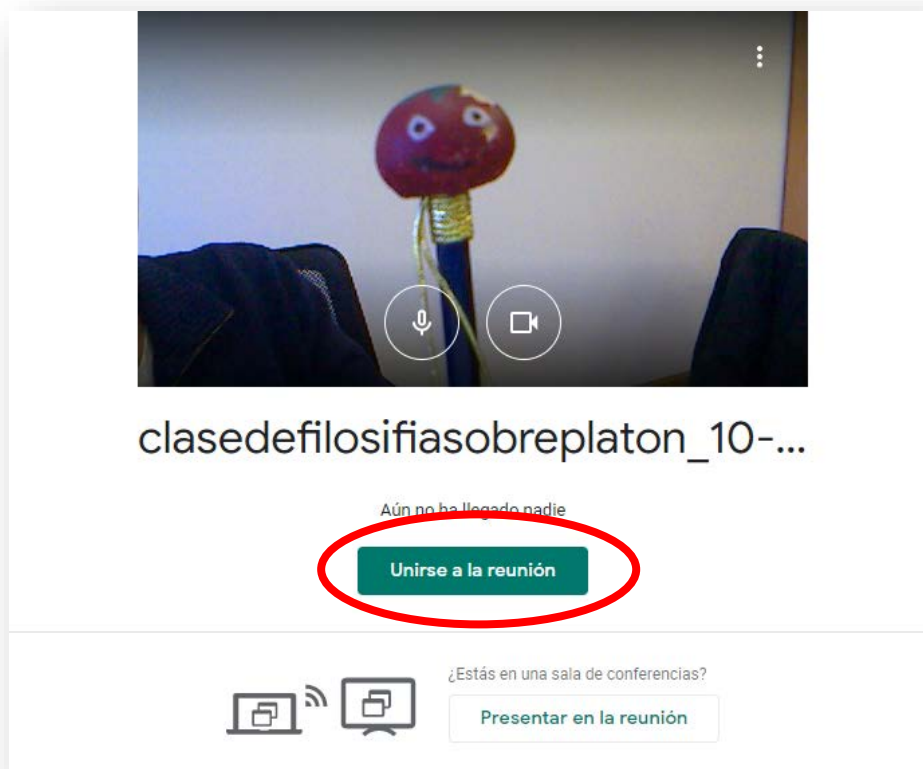 clasedefilosifiasobreplaton_10-...
Aún no ha llegado nadie
Unirse a la reunión
¿Estás en una sala de conferencias?
Presentar en la reunión